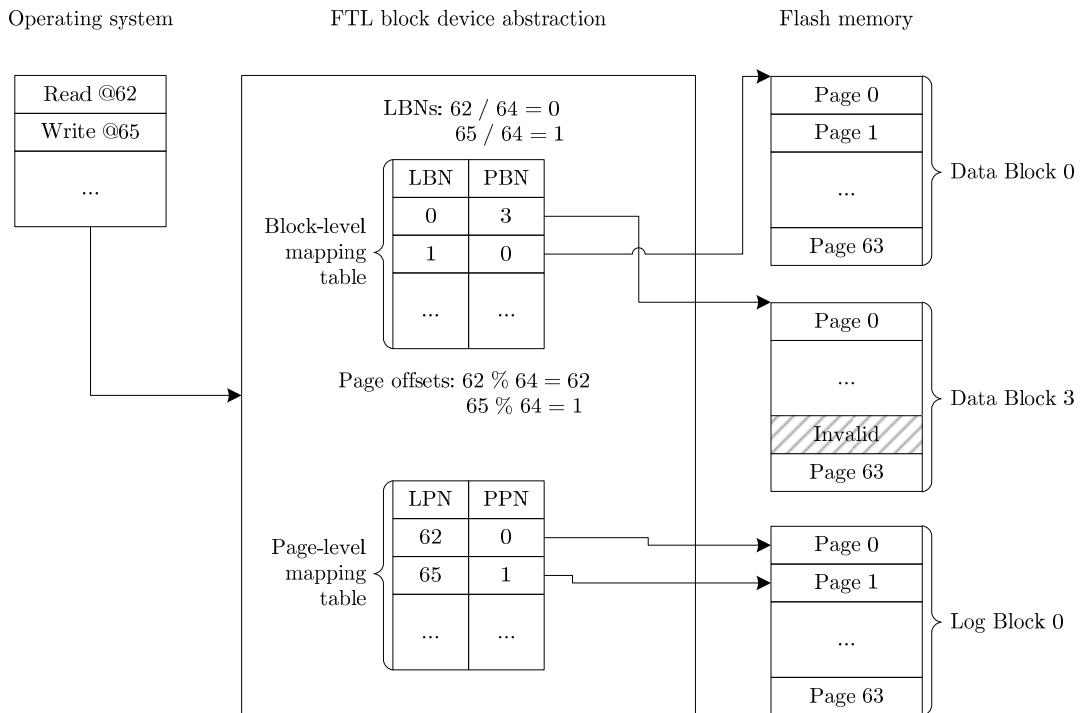 Operating system
FTL block device abstraction
Flash memory
Read @62
Write @65
...
LBNs: 62 / 64 = 0
65 / 64 = 1
LBN PBN
0 3
1 0
... ...
Block-level
mapping
table
Page offsets: 62 % 64 = 62
65 % 64 = 1
LPN PPN
62 0
65 1
... ...
Page-level
mapping
table
Page 0
Page 1
...
Page 63
Data Block 0
Page 0
...
Invalid
Page 63
Data Block 3
Page 0
Page 1
...
Page 63
Log Block 0